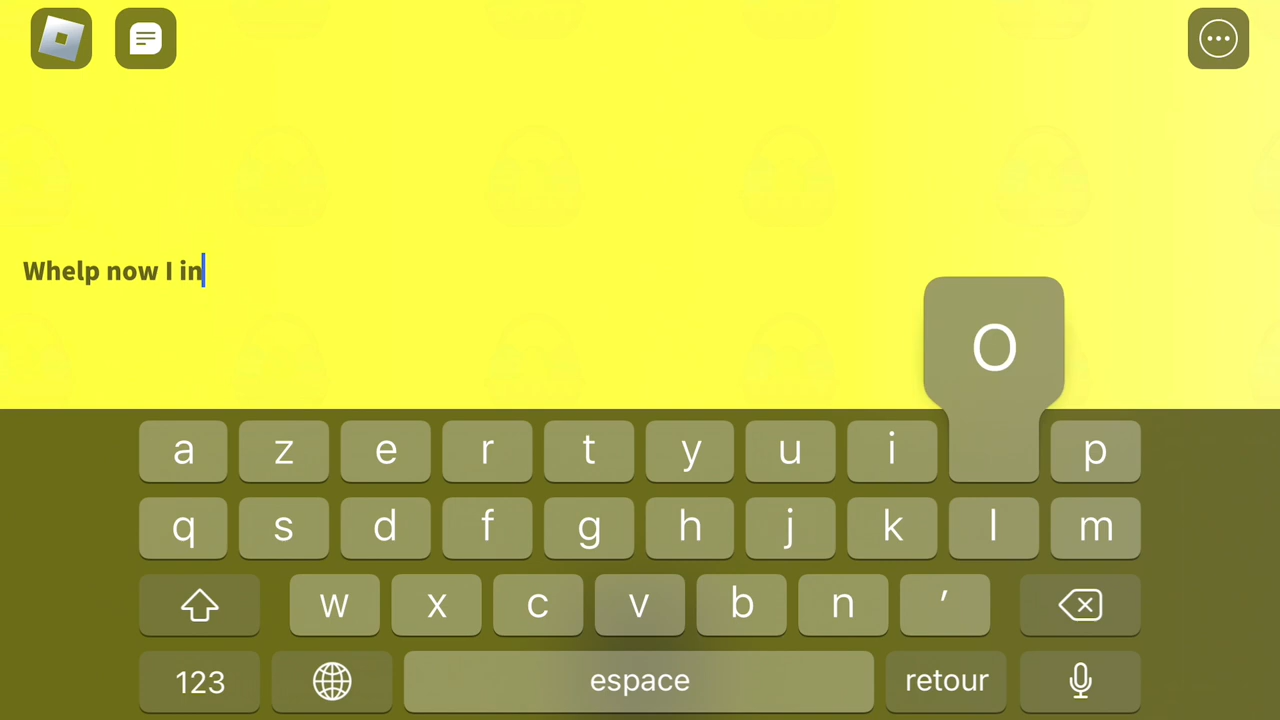 Whelp now I in
O
a z e r t y u i p
q s d f g h j k l m
w x c v b n ′
123 espace retour